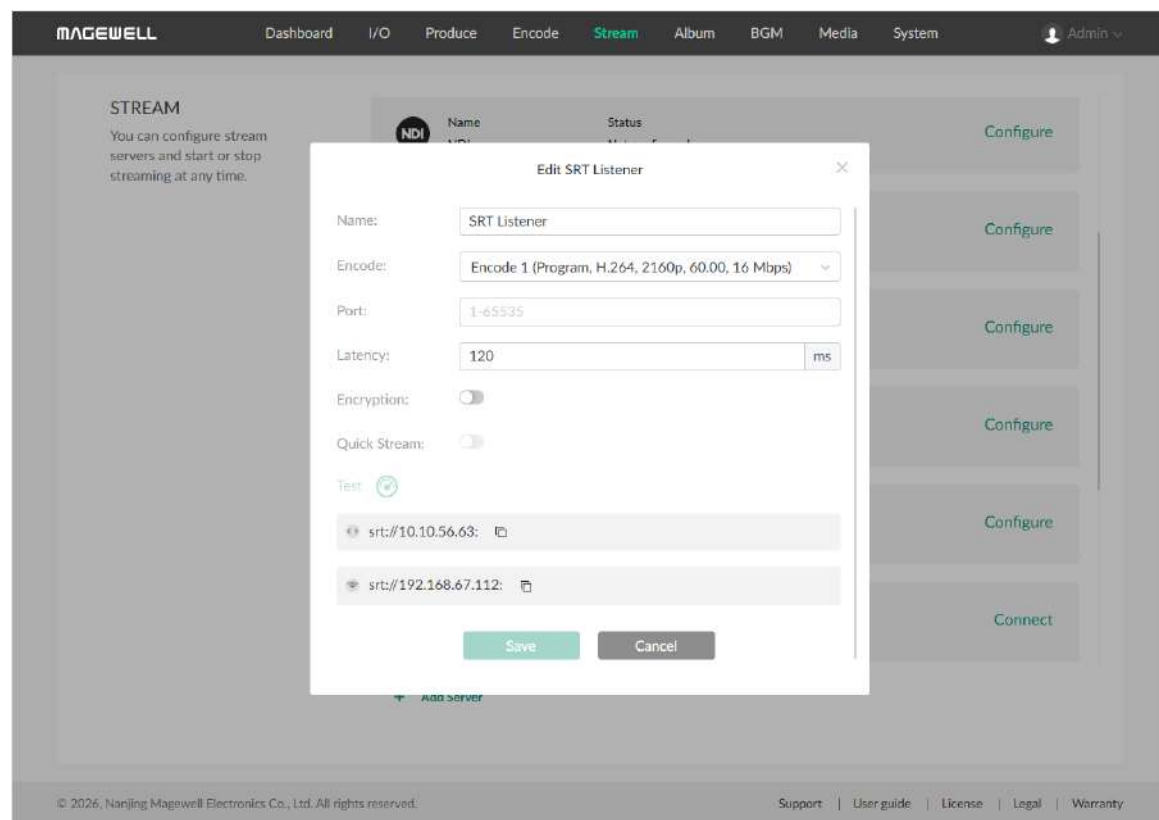 MAGEWELL Dashboard I/O Produce Encode Stream Album BGM Media System Admin
STREAM
You can configure stream
servers and start or stop
streaming at any time.
NDI
Name Status
Configure
Configure
Configure
Configure
Configure
Connect
Edit SRT Listener
Name: SRT Listener
Encode: Encode 1 (Program, H.264, 2160p, 60.00, 16 Mbps)
Port: 1-65535
Latency: 120 ms
Encryption:
Quick Stream:
Test
srt://10.10.56.63:
srt://192.168.67.112:
Save Cancel
+ Add Server
© 2026, Nanjing Magewell Electronics Co., Ltd. All rights reserved. Support | User guide | License | Legal | Warranty